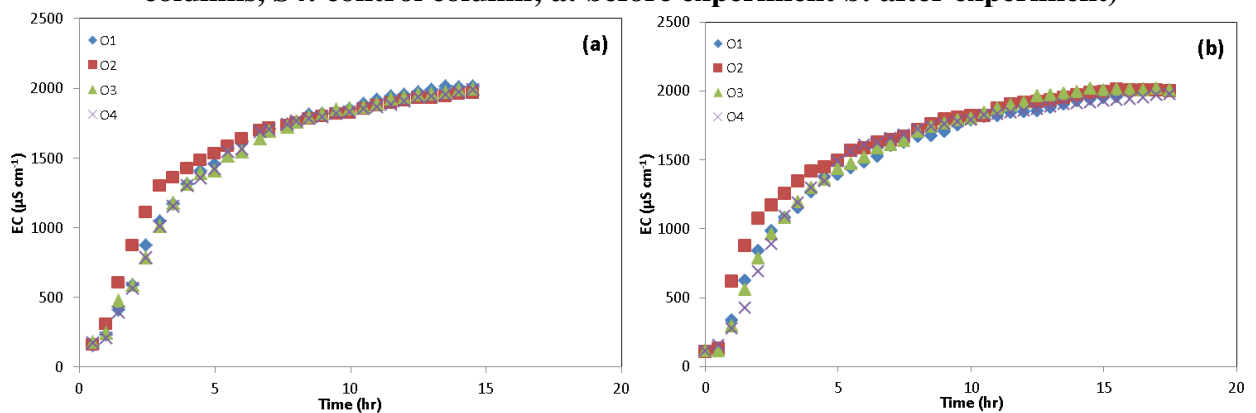 columns, S4: control column; a: before experiment b: after experiment)
2500
2000
1500
1000
500
0
0
5
10
15
20
EC (µS cm⁻¹)
Time (hr)
O1
O2
O3
O4
(a)
2500
2000
1500
1000
500
0
0
5
10
15
20
EC (µS cm⁻¹)
Time (hr)
O1
O2
O3
O4
(b)